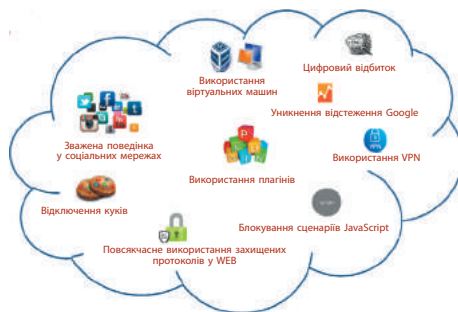 Використання
віртуальних машин
Цифровий відбиток
Уникнення відстеження Google
Зважена поведінка
у соціальних мережах
Використання VPN
VPN
Використання плагінів
Відключення куків
Блокування сценаріїв JavaScript
Повсякчасне використання захищених
протоколів у WEB